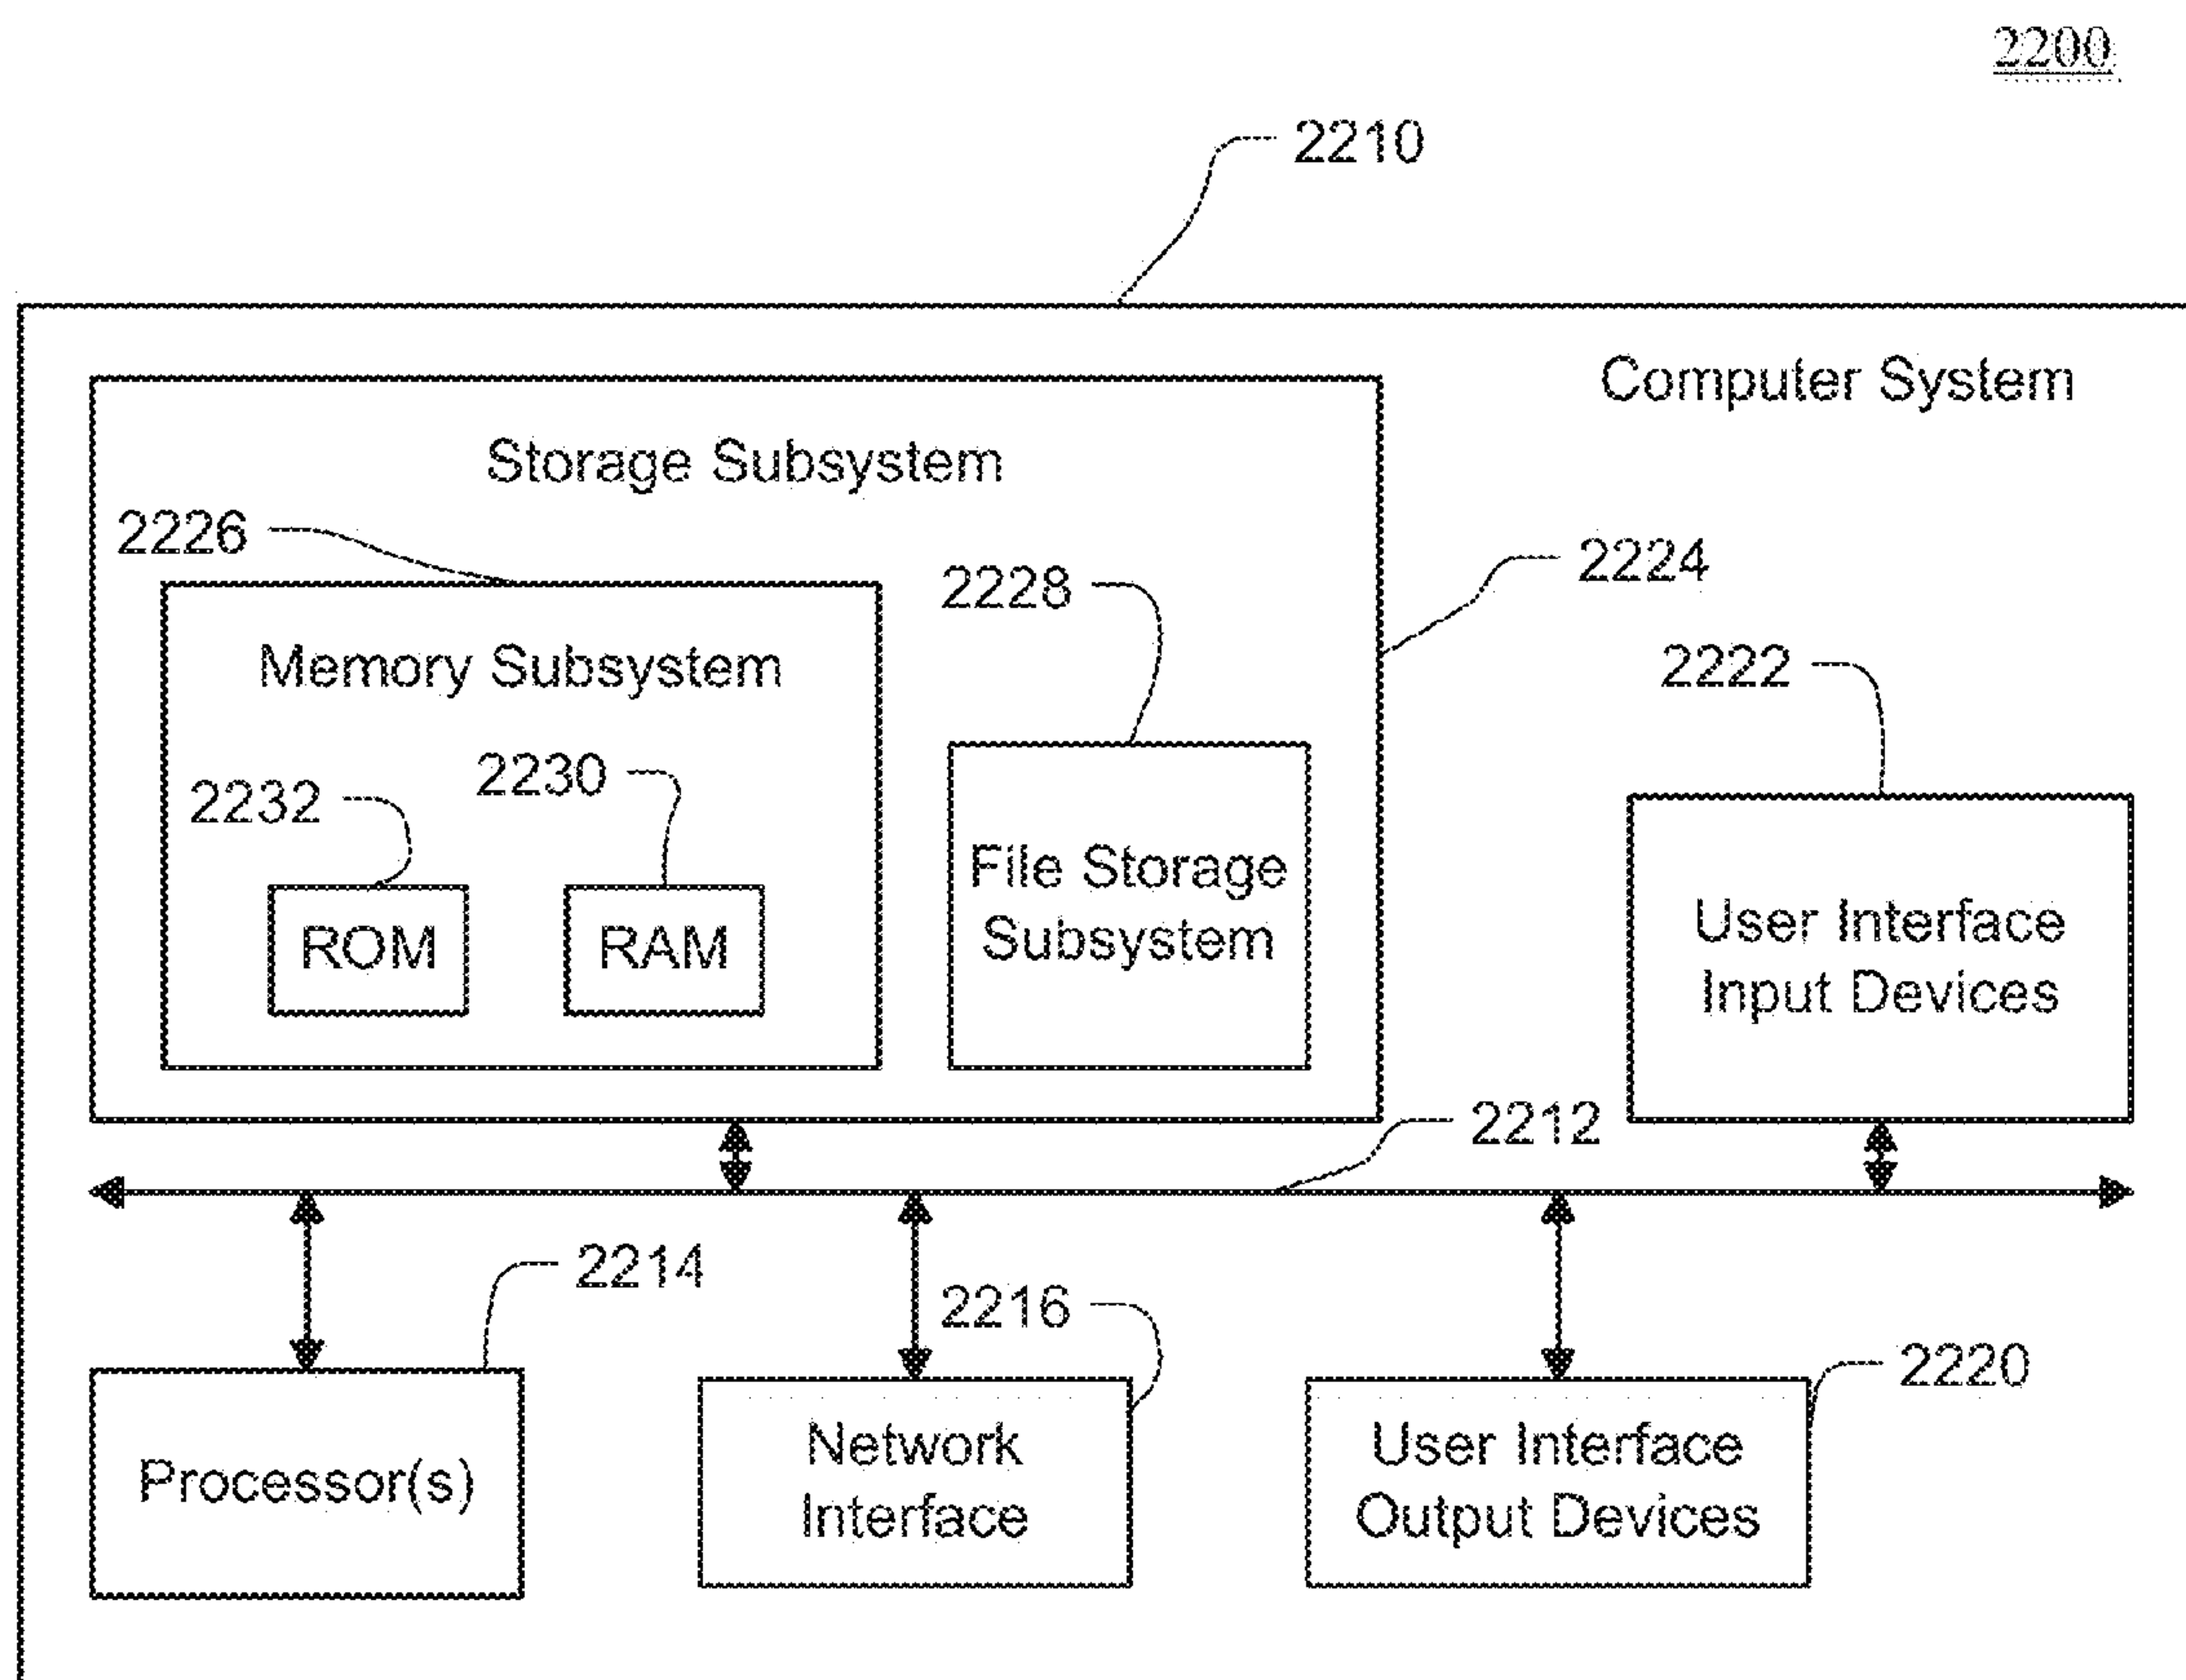 2200
2210
Computer System
Storage Subsystem
2226
2224
2228
Memory Subsystem
2222
2230
2232
File Storage
Subsystem
ROM
RAM
User Interface
Input Devices
2212
2214
2216
2220
Processor(s)
Network
Interface
User Interface
Output Devices